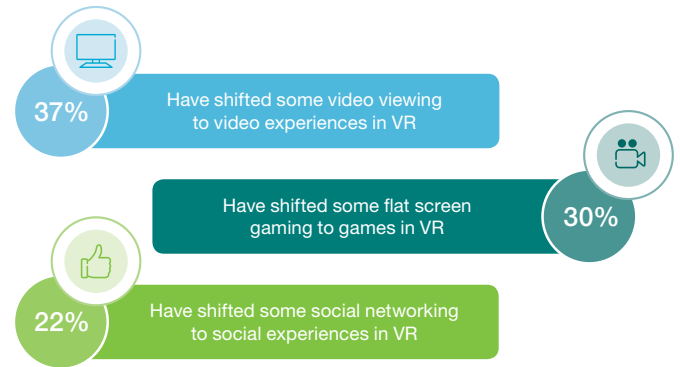 37%
Have shifted some video viewing
to video experiences in VR
Have shifted some flat screen
gaming to games in VR
30%
22%
Have shifted some social networking
to social experiences in VR